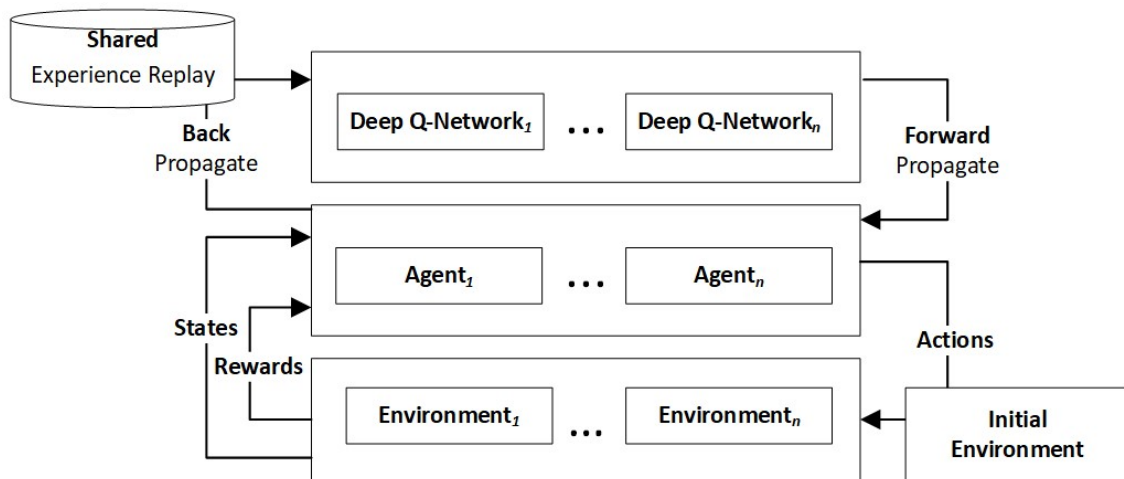 Shared
Experience Replay
Deep Q-Network1 ... Deep Q-Networkn
Back
Propagate
Forward
Propagate
Agent1 ... Agentn
States
Rewards
Actions
Environment1 ... Environmentn
Initial
Environment